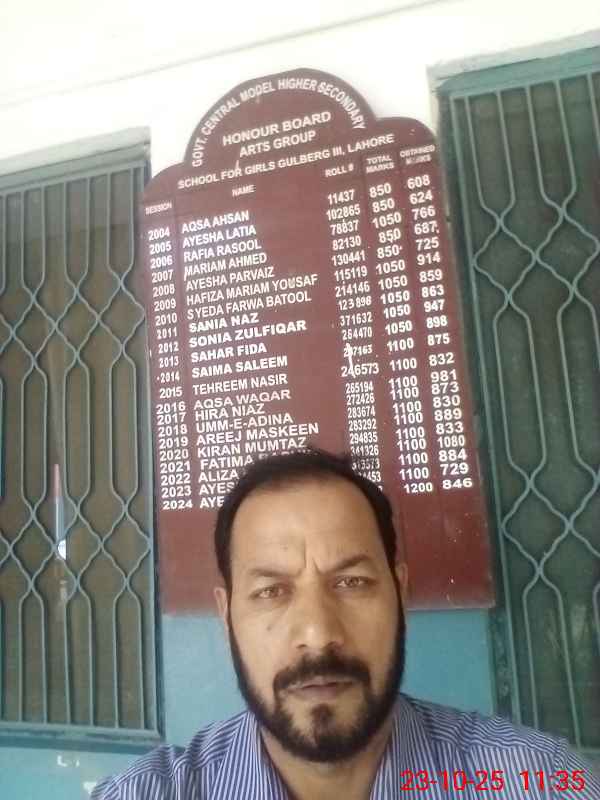 GOVT. CENTRAL MODEL HIGHER SECONDARY
HONOUR BOARD
ARTS GROUP
SCHOOL FOR GIRLS GULBERG III, LAHORE
SESSION NAME ROLL # TOTAL MARKS OBTAINED MARKS
2004 AQSA AHSAN 11437 850 608
2005 AYESHA LATIA 102865 850 624
2006 RAFIA RASOOL 78837 1050 766
2007 MARIAM AHMED 82130 850 687
2008 AYESHA PARVAIZ 130441 850 725
2009 HAFIZA MARIAM YOUSAF 115119 1050 914
2010 SYEDA FARWA BATOOL 214146 1050 859
2011 SANIA NAZ 123898 1050 863
2012 SONIA ZULFIQAR 371632 1050 947
2013 SAHAR FIDA 264470 1050 898
2014 SAIMA SALEEM 1100 875
2015 TEHREEM NASIR 246573 1100 832
2016 AQSA WAQAR 265194 1100 981
2017 HIRA NIAZ 272426 1100 873
2018 UMM-E-ADINA 283674 1100 830
2019 AREEJ MASKEEN 283292 1100 889
2020 KIRAN MUMTAZ 294835 1100 833
2021 FATIMA 341326 1100 1080
2022 ALIZA 1100 884
2023 1100 729
2024 1200 846
23-10-25 11:35